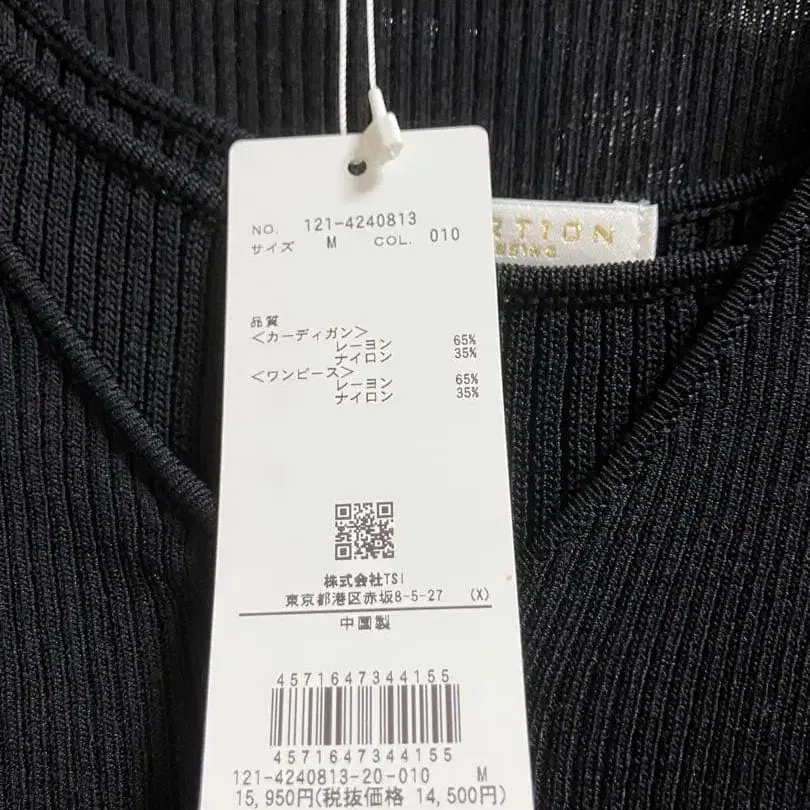 NO. 121-4240813
サイズ M COL. 010
RTION
品質
<カーディガン>
レーヨン 65%
ナイロン 35%
<ワンピース>
レーヨン 65%
ナイロン 35%
株式会社TSI
東京都港区赤坂8-5-27 (X)
中国製
4571647344155
4571647344155
121-4240813-20-010 M
15,950円(税抜価格 14,500円)